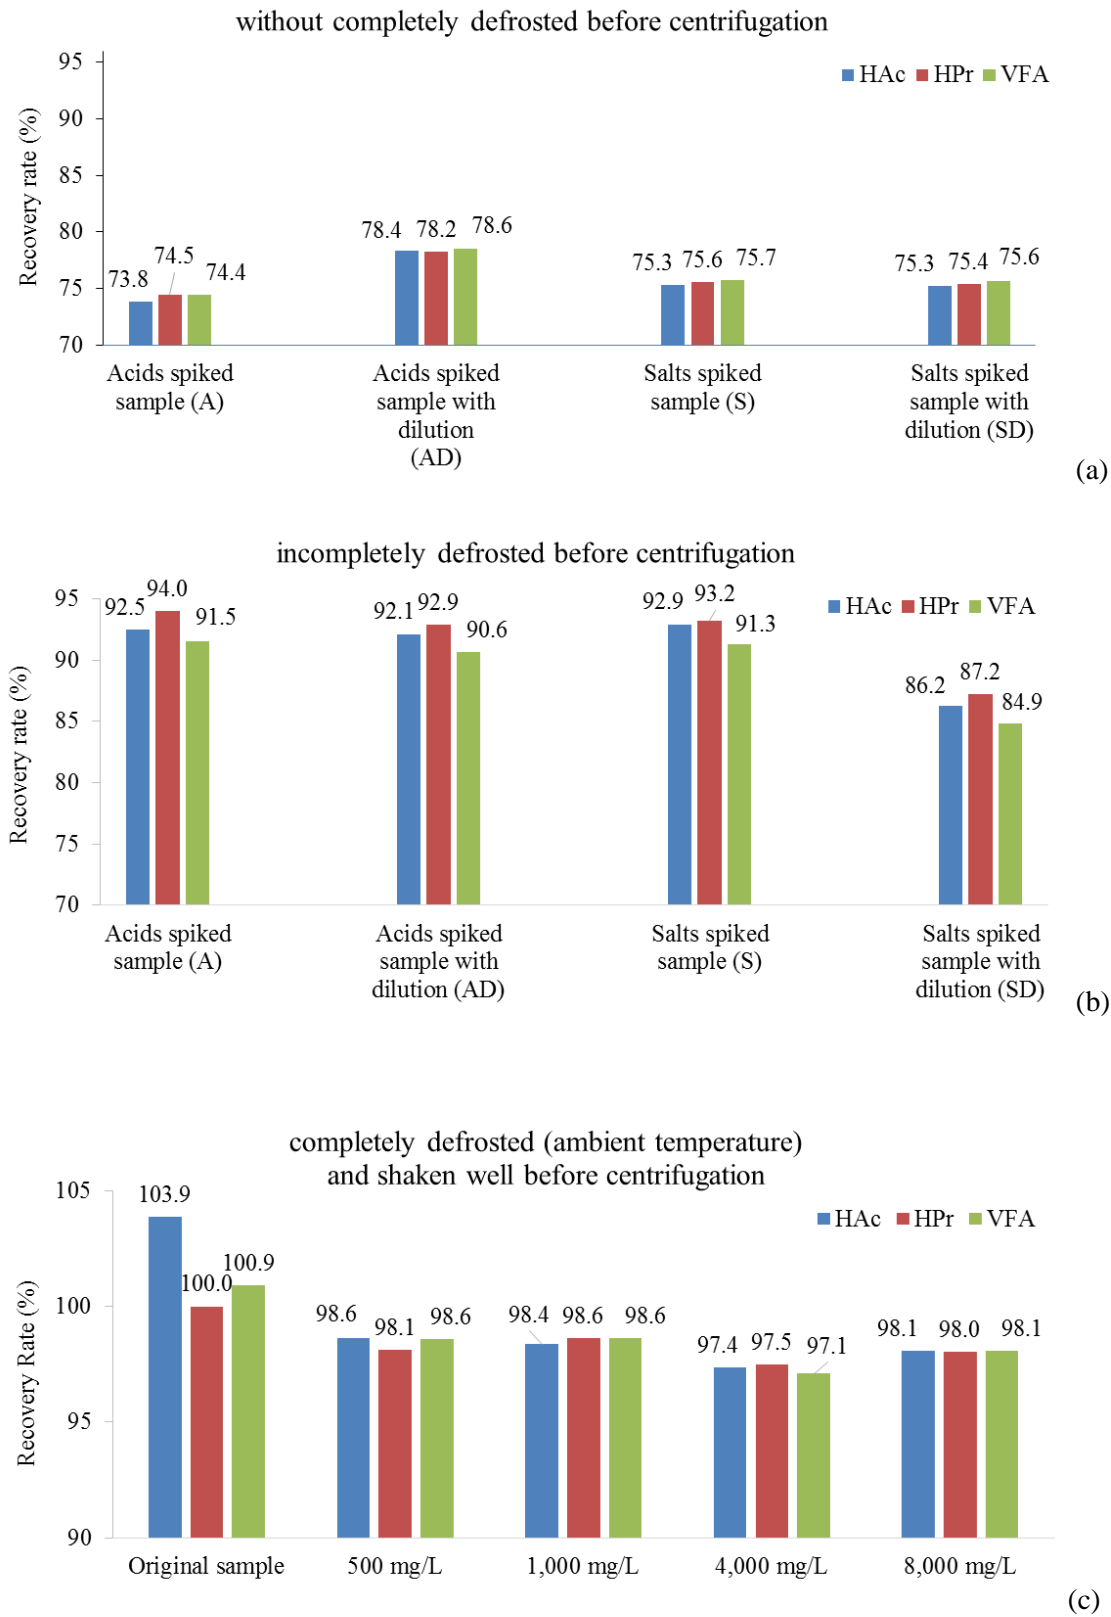 without completely defrosted before centrifugation
HAc HPr VFA
Recovery rate (%)
95
90
85
80
75
70
73.8 74.5 74.4
78.4 78.2 78.6
75.3 75.6 75.7
75.3 75.4 75.6
Acids spiked
sample (A)
Acids spiked
sample with
dilution
(AD)
Salts spiked
sample (S)
Salts spiked
sample with
dilution (SD)
(a)
incompletely defrosted before centrifugation
HAc HPr VFA
Recovery rate (%)
95
90
85
80
75
70
92.5 94.0 91.5
92.1 92.9 90.6
92.9 93.2 91.3
86.2 87.2 84.9
Acids spiked
sample (A)
Acids spiked
sample with
dilution (AD)
Salts spiked
sample (S)
Salts spiked
sample with
dilution (SD)
(b)
completely defrosted (ambient temperature)
and shaken well before centrifugation
HAc HPr VFA
Recovery Rate (%)
105
100
95
90
103.9 100.0 100.9
98.6 98.1 98.6
98.4 98.6 98.6
97.4 97.5 97.1
98.1 98.0 98.1
Original sample
500 mg/L
1,000 mg/L
4,000 mg/L
8,000 mg/L
(c)